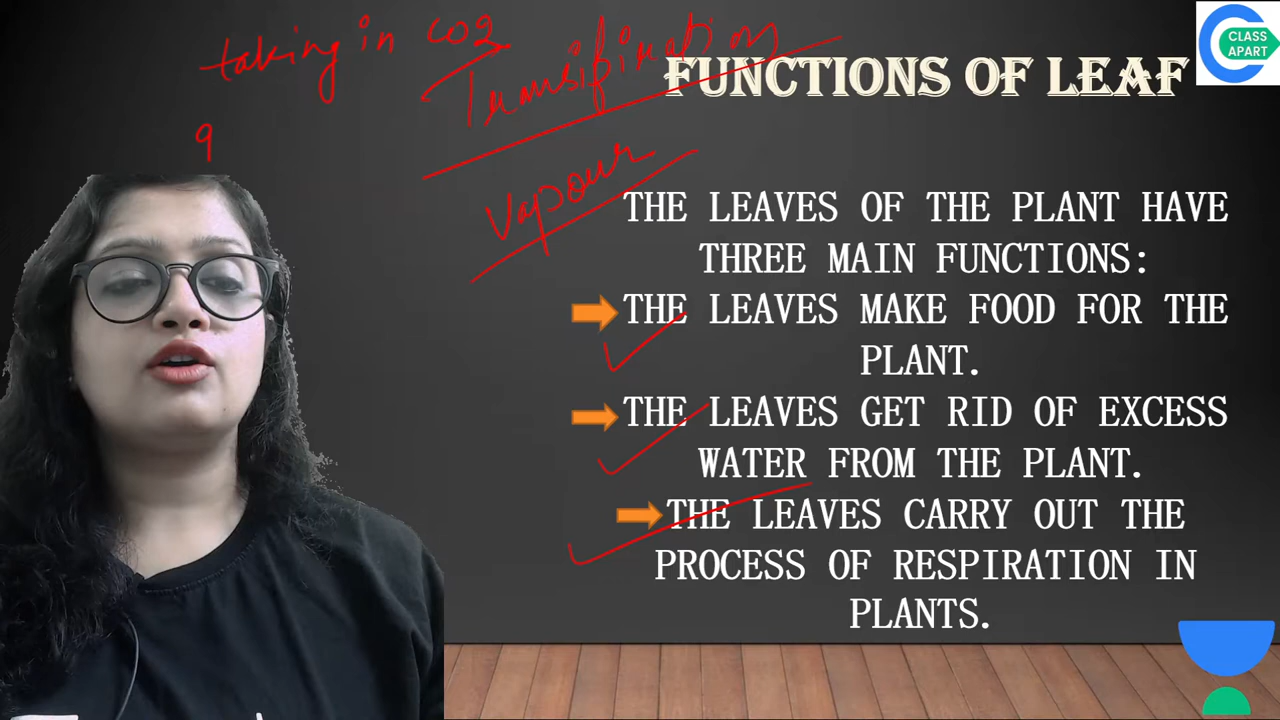 taking in CO2
Transpiration
Vapour
9
CLASS
APART
FUNCTIONS OF LEAF
THE LEAVES OF THE PLANT HAVE
THREE MAIN FUNCTIONS:
THE LEAVES MAKE FOOD FOR THE
PLANT.
THE LEAVES GET RID OF EXCESS
WATER FROM THE PLANT.
THE LEAVES CARRY OUT THE
PROCESS OF RESPIRATION IN
PLANTS.